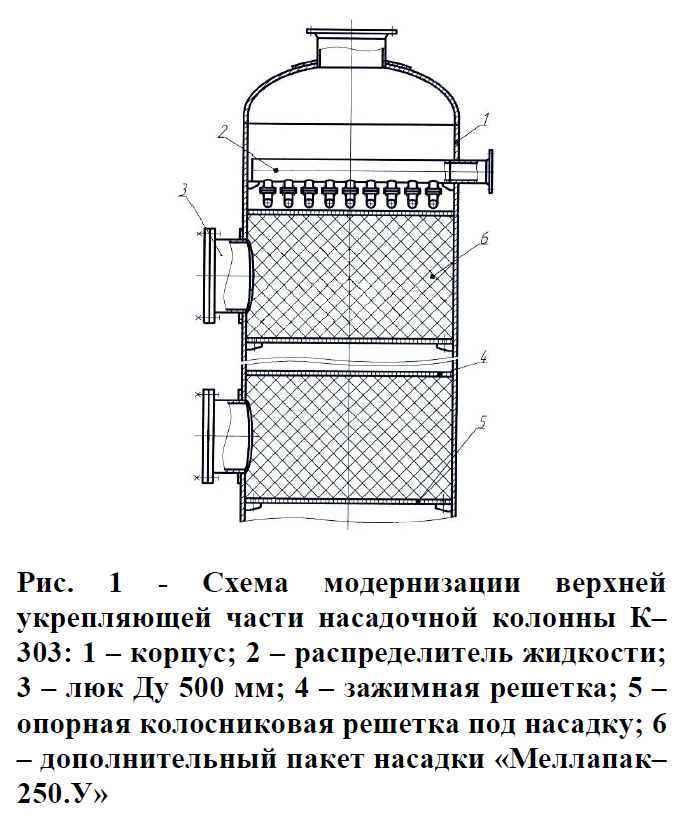 1
2
3
6
4
5
Рис. 1 - Схема модернизации верхней
укрепляющей части насадочной колонны К–
303: 1 – корпус; 2 – распределитель жидкости;
3 – люк Ду 500 мм; 4 – зажимная решетка; 5 –
опорная колосниковая решетка под насадку; 6
– дополнительный пакет насадки «Меллапак–
250.У»